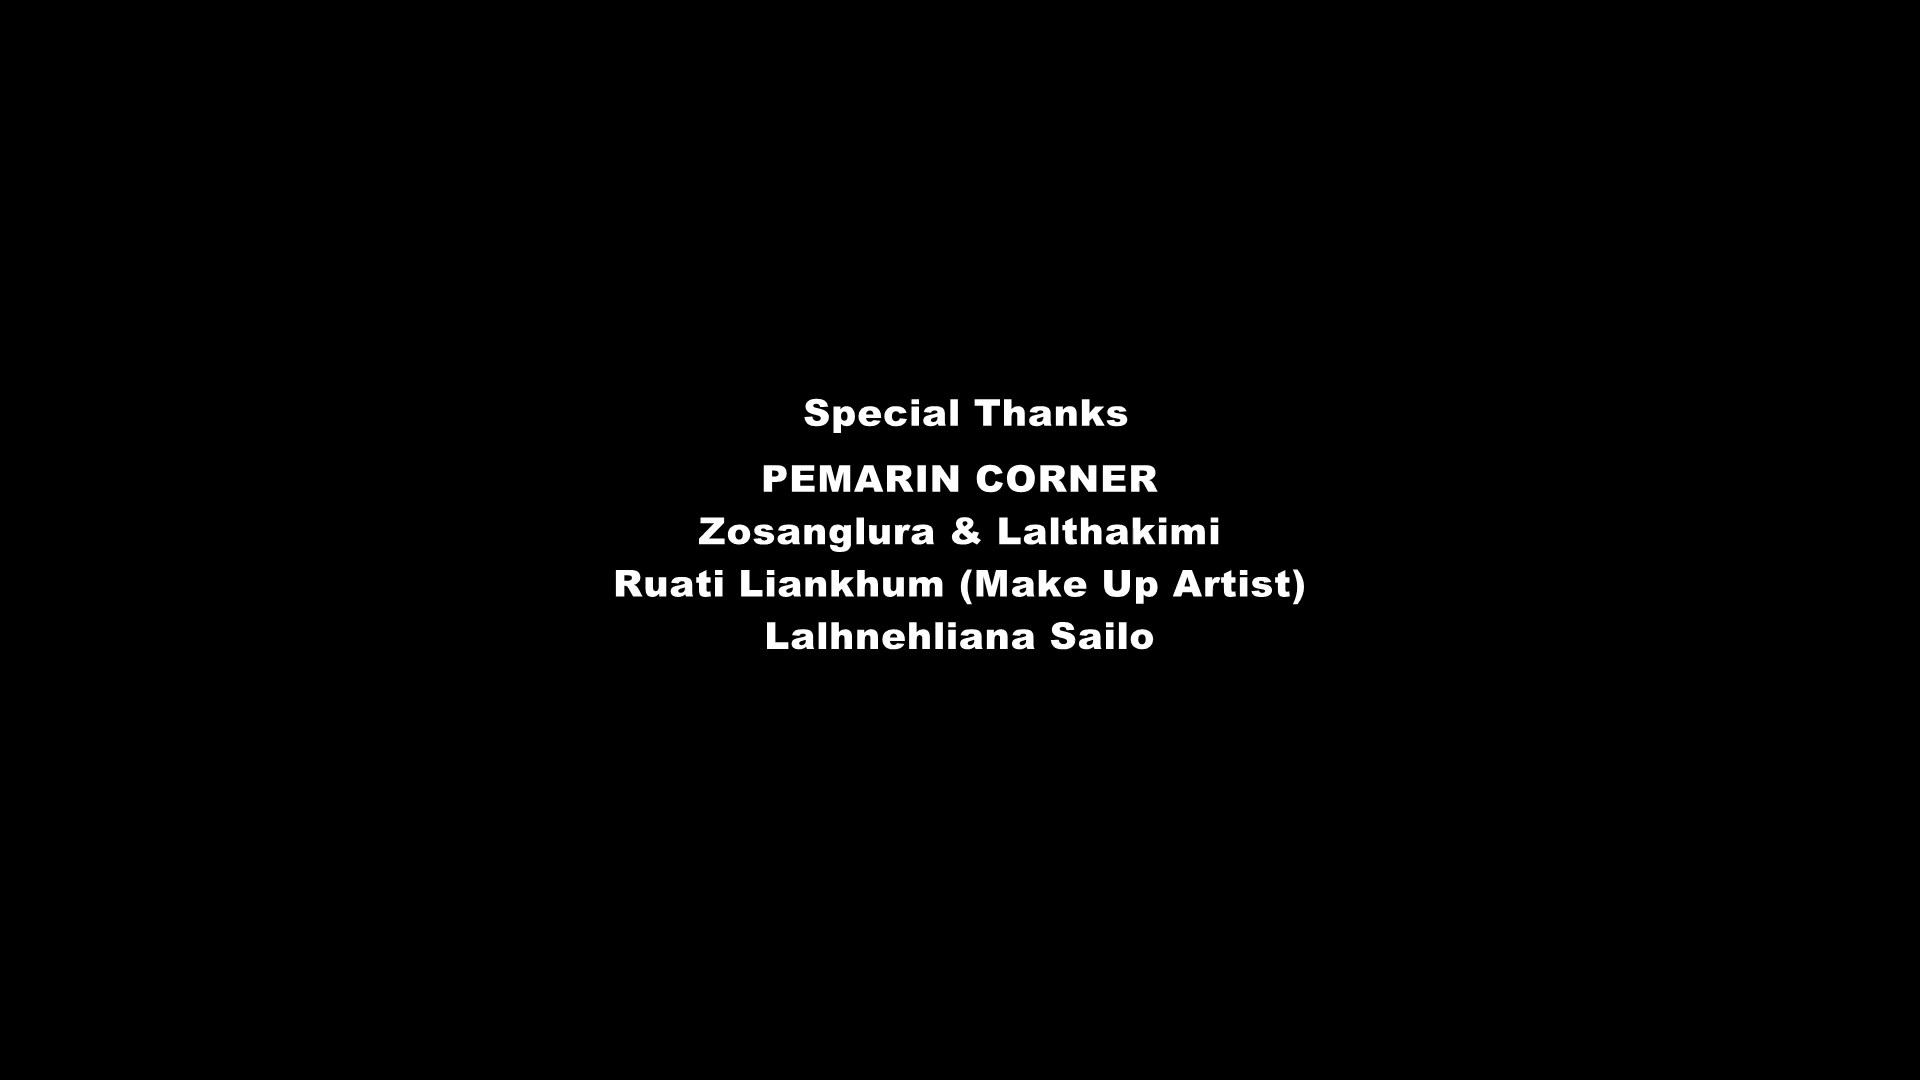 Special Thanks
PEMARIN CORNER
Zosanglura & Lalthakimi
Ruati Liankhum (Make Up Artist)
Lalhnehliana Sailo